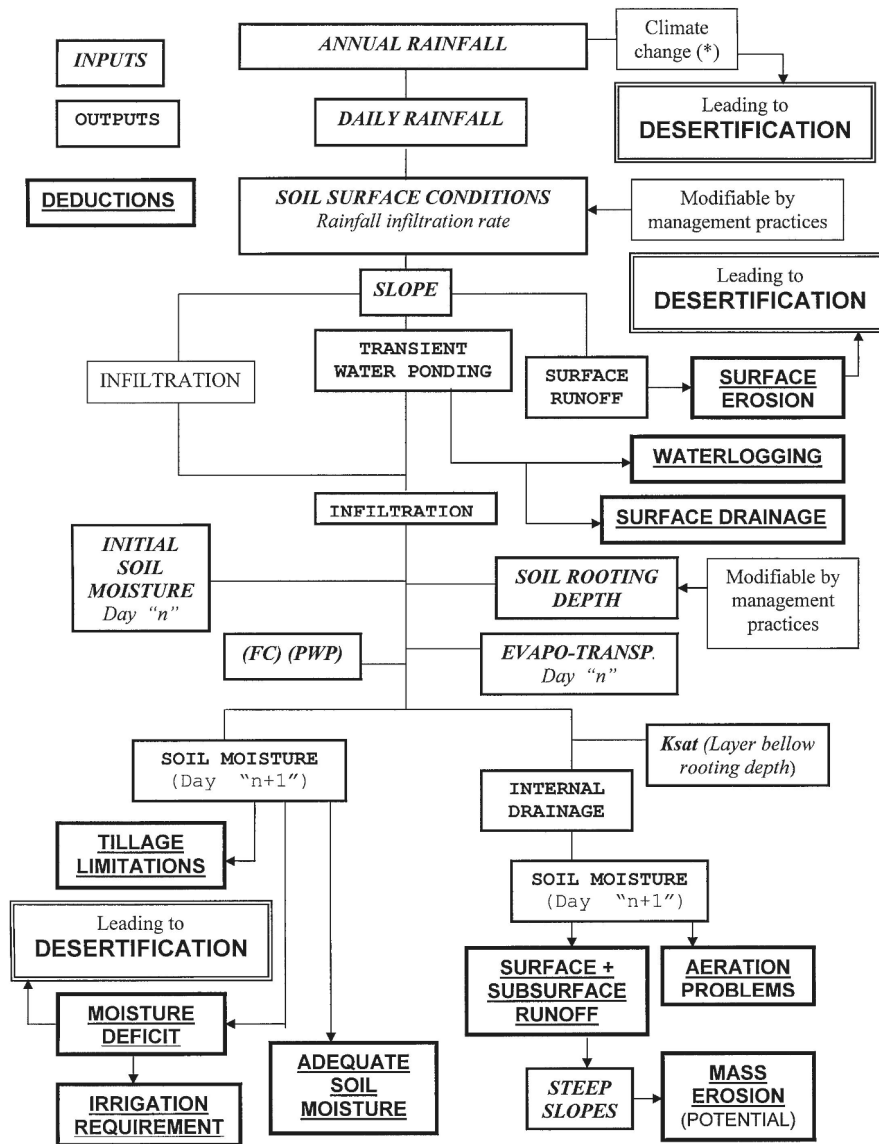 INPUTS
OUTPUTS
DEDUCTIONS
ANNUAL RAINFALL
Climate
change (*)
Leading to
DESERTIFICATION
DAILY RAINFALL
SOIL SURFACE CONDITIONS
Rainfall infiltration rate
Modifiable by
management practices
SLOPE
Leading to
DESERTIFICATION
INFILTRATION
TRANSIENT
WATER PONDING
SURFACE
RUNOFF
SURFACE
EROSION
WATERLOGGING
SURFACE DRAINAGE
INFILTRATION
INITIAL
SOIL
MOISTURE
Day “n”
SOIL ROOTING
DEPTH
Modifiable by
management
practices
(FC) (PWP)
EVAPO-TRANSP.
Day “n”
SOIL MOISTURE
(Day “n+1”)
Ksat (Layer bellow
rooting depth)
INTERNAL
DRAINAGE
TILLAGE
LIMITATIONS
SOIL MOISTURE
(Day “n+1”)
Leading to
DESERTIFICATION
SURFACE +
SUBSURFACE
RUNOFF
AERATION
PROBLEMS
MOISTURE
DEFICIT
ADEQUATE
SOIL
MOISTURE
IRRIGATION
REQUIREMENT
STEEP
SLOPES
MASS
EROSION
(POTENTIAL)